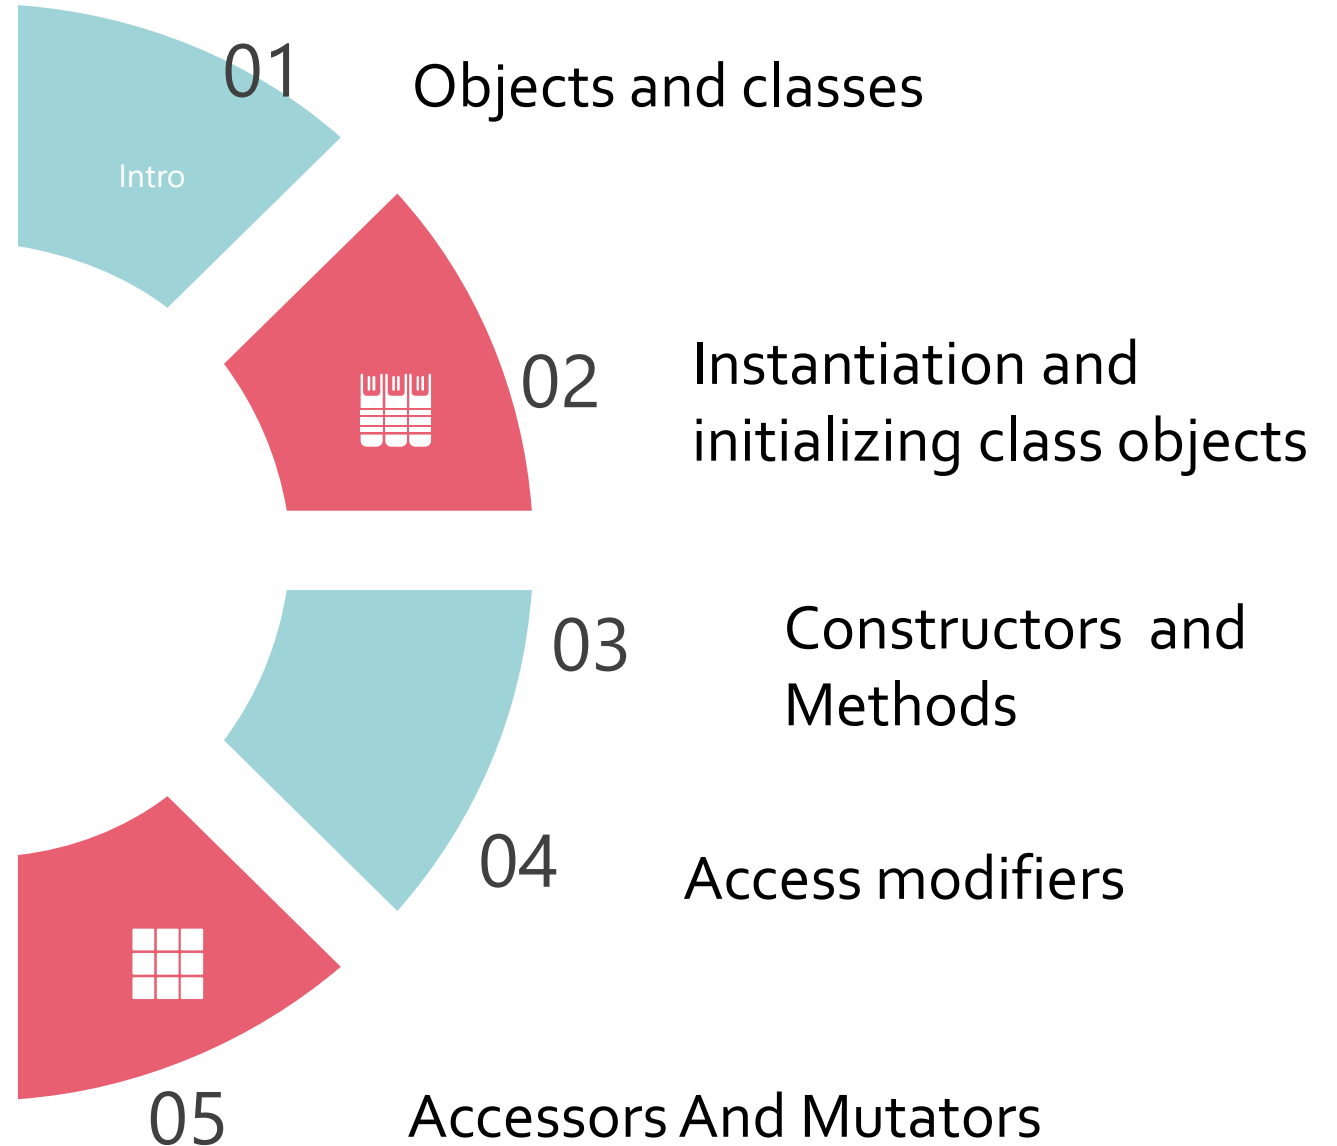 01
Objects and classes
Intro
02
Instantiation and
initializing class objects
03
Constructors  and
Methods
04
Access modifiers
05
Accessors And Mutators